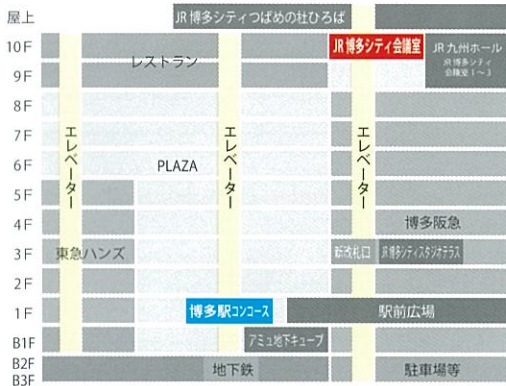 屋上
JR博多シティつばめの杜ひろば
10F
レストラン
JR博多シティ会議室
JR九州ホール
JR博多シティ
会議室1〜3
9F
8F
7F
エレベーター
エレベーター
エレベーター
6F
PLAZA
5F
4F
博多阪急
3F
東急ハンズ
新改札口
JR博多シティスタジオテラス
2F
1F
博多駅コンコース
駅前広場
B1F
アミュ地下キューブ
B2F
地下鉄
駐車場等
B3F